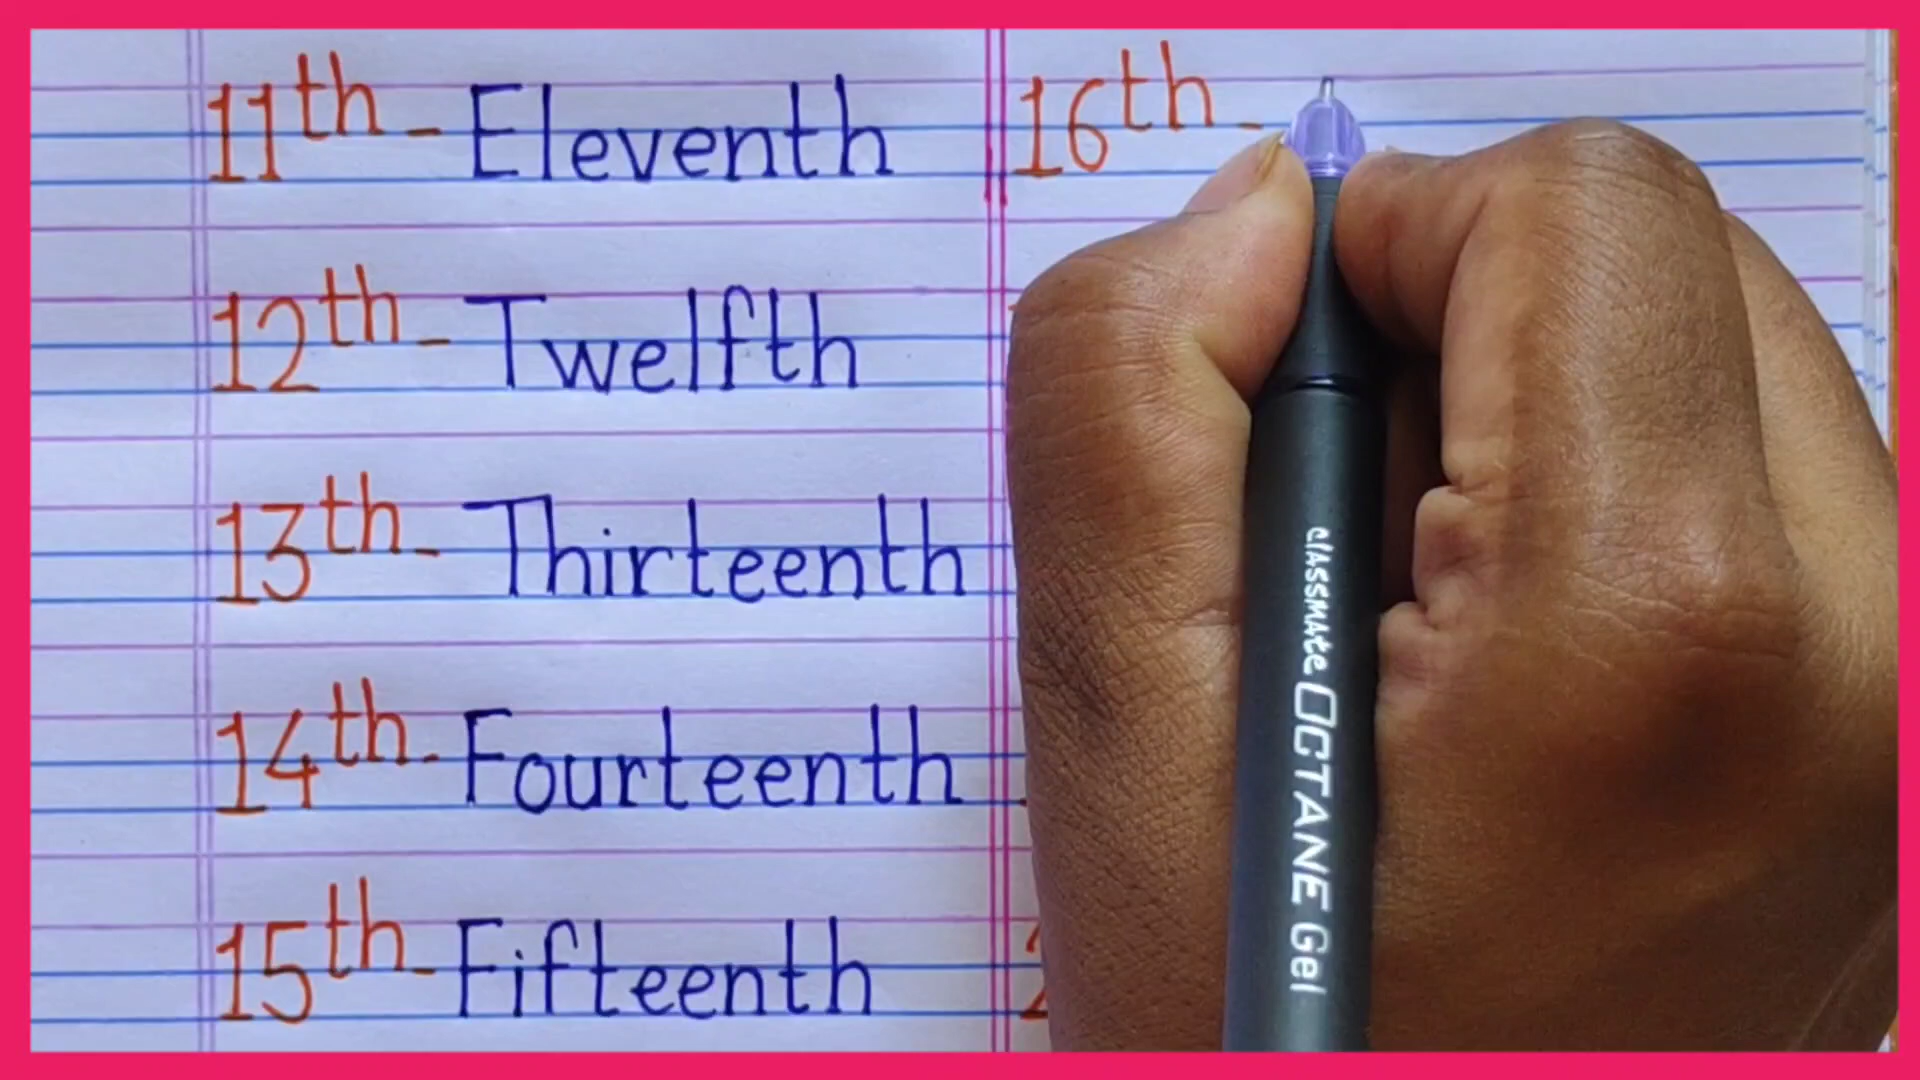 11th - Eleventh
12th - Twelfth
13th - Thirteenth
14th - Fourteenth
15th - Fifteenth
16th -
classmate OCTANE Gel